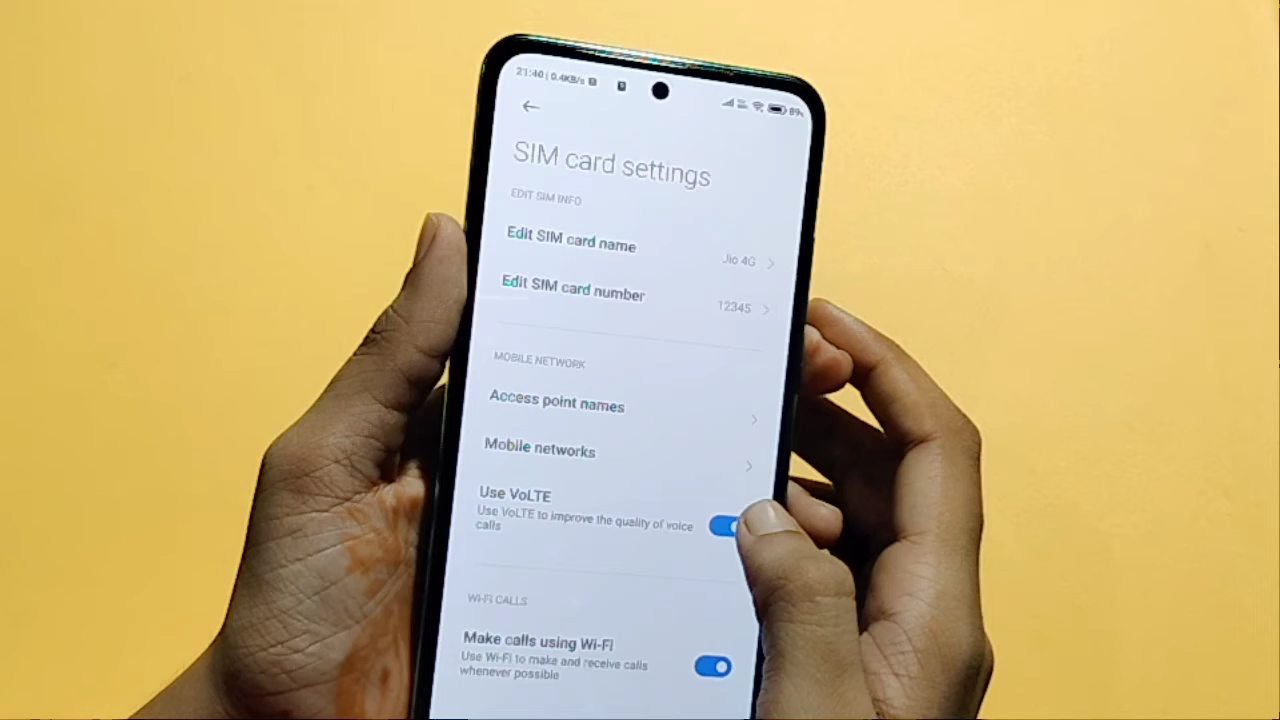 21:40 | 0.4KB/s
89%
SIM card settings
EDIT SIM INFO
Edit SIM card name
Jio 4G
Edit SIM card number
12345
MOBILE NETWORK
Access point names
Mobile networks
Use VoLTE
Use VoLTE to improve the quality of voice
calls
WI-FI CALLS
Make calls using Wi-Fi
Use Wi-Fi to make and receive calls
whenever possible